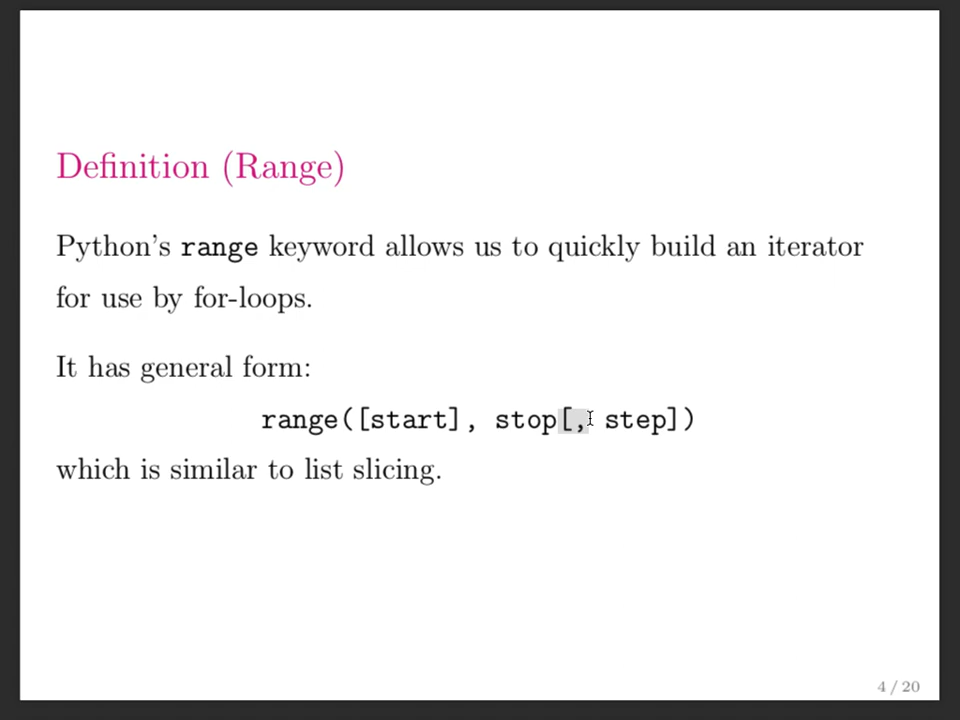 Definition (Range)
Python's range keyword allows us to quickly build an iterator
for use by for-loops.
It has general form:
range([start], stop[, step])
which is similar to list slicing.
4 / 20